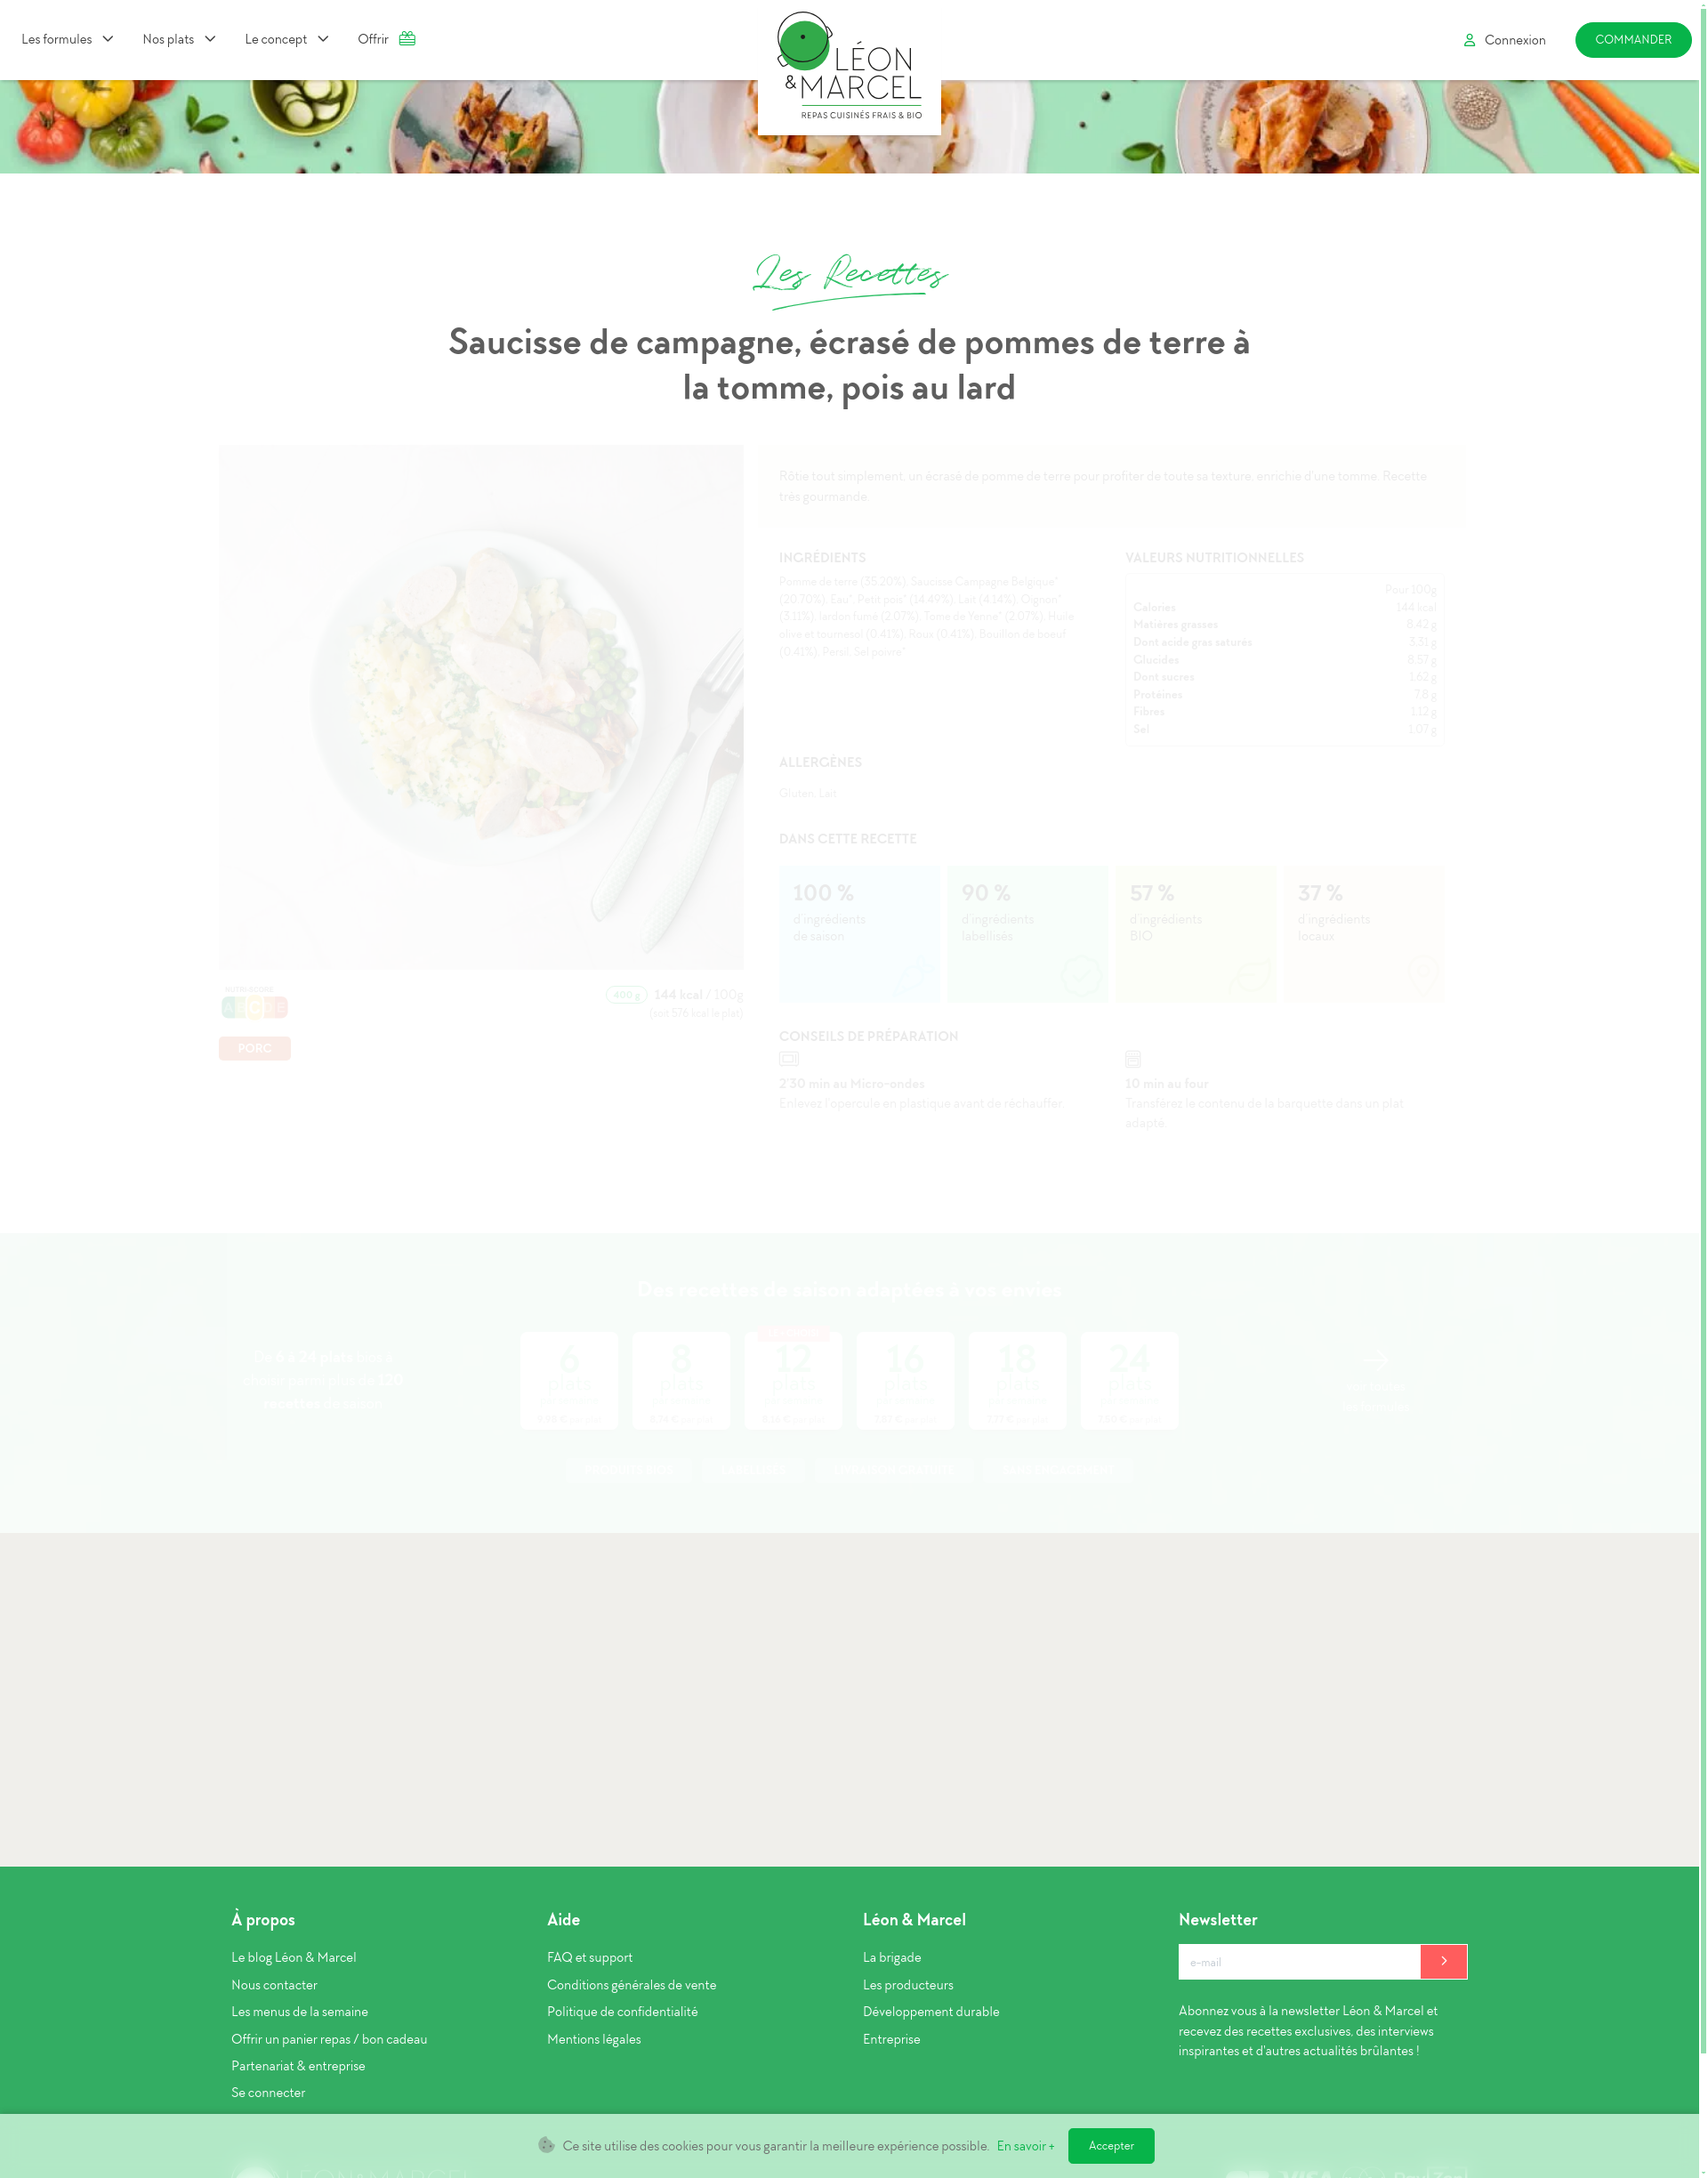 Les formules
Nos plats
Le concept
Offrir
LÉON
& MARCEL
REPAS CUISINÉS FRAIS & BIO
Connexion
COMMANDER
Les Recettes
Saucisse de campagne, écrasé de pommes de terre à
la tomme, pois au lard
Rôtie tout simplement, un écrasé de pomme de terre pour profiter de toute sa texture, enrichie d'une tomme. Recette
très gourmande.
INGRÉDIENTS
Pomme de terre (35.20%), Saucisse Campagne Belgique*
(20.70%), Eau*, Petit pois* (14.49%), Lait (4.14%), Oignon*
(3.11%), lardon fumé (2.07%), Tome de Yenne* (2.07%), Huile
olive et tournesol (0.41%), Roux (0.41%), Bouillon de boeuf
(0.41%), Persil, Sel poivre*
VALEURS NUTRITIONNELLES
Pour 100g
Calories 144 kcal
Matières grasses 8.42 g
Dont acide gras saturés 3.31 g
Glucides 8.57 g
Dont sucres 1.62 g
Protéines 7.8 g
Fibres 1.12 g
Sel 1.07 g
ALLERGÈNES
Gluten, Lait
DANS CETTE RECETTE
100 %
d'ingrédients
de saison
90 %
d'ingrédients
labellisés
57 %
d'ingrédients
BIO
37 %
d'ingrédients
locaux
NUTRI-SCORE
A B C D E
400 g 144 kcal / 100g
(soit 576 kcal le plat)
PORC
CONSEILS DE PRÉPARATION
2'30 min au Micro-ondes
Enlevez l'opercule en plastique avant de réchauffer.
10 min au four
Transférez le contenu de la barquette dans un plat
adapté.
Des recettes de saison adaptées à vos envies
De 6 à 24 plats
120
recettes
6
plats
8
plats
12
plats
16
plats
18
plats
24
plats
À propos
Le blog Léon & Marcel
Nous contacter
Les menus de la semaine
Offrir un panier repas / bon cadeau
Partenariat & entreprise
Se connecter
Aide
FAQ et support
Conditions générales de vente
Politique de confidentialité
Mentions légales
Léon & Marcel
La brigade
Les producteurs
Développement durable
Entreprise
Newsletter
e-mail
Abonnez vous à la newsletter Léon & Marcel et
recevez des recettes exclusives, des interviews
inspirantes et d'autres actualités brûlantes !
Ce site utilise des cookies pour vous garantir la meilleure expérience possible. En savoir +
Accepter